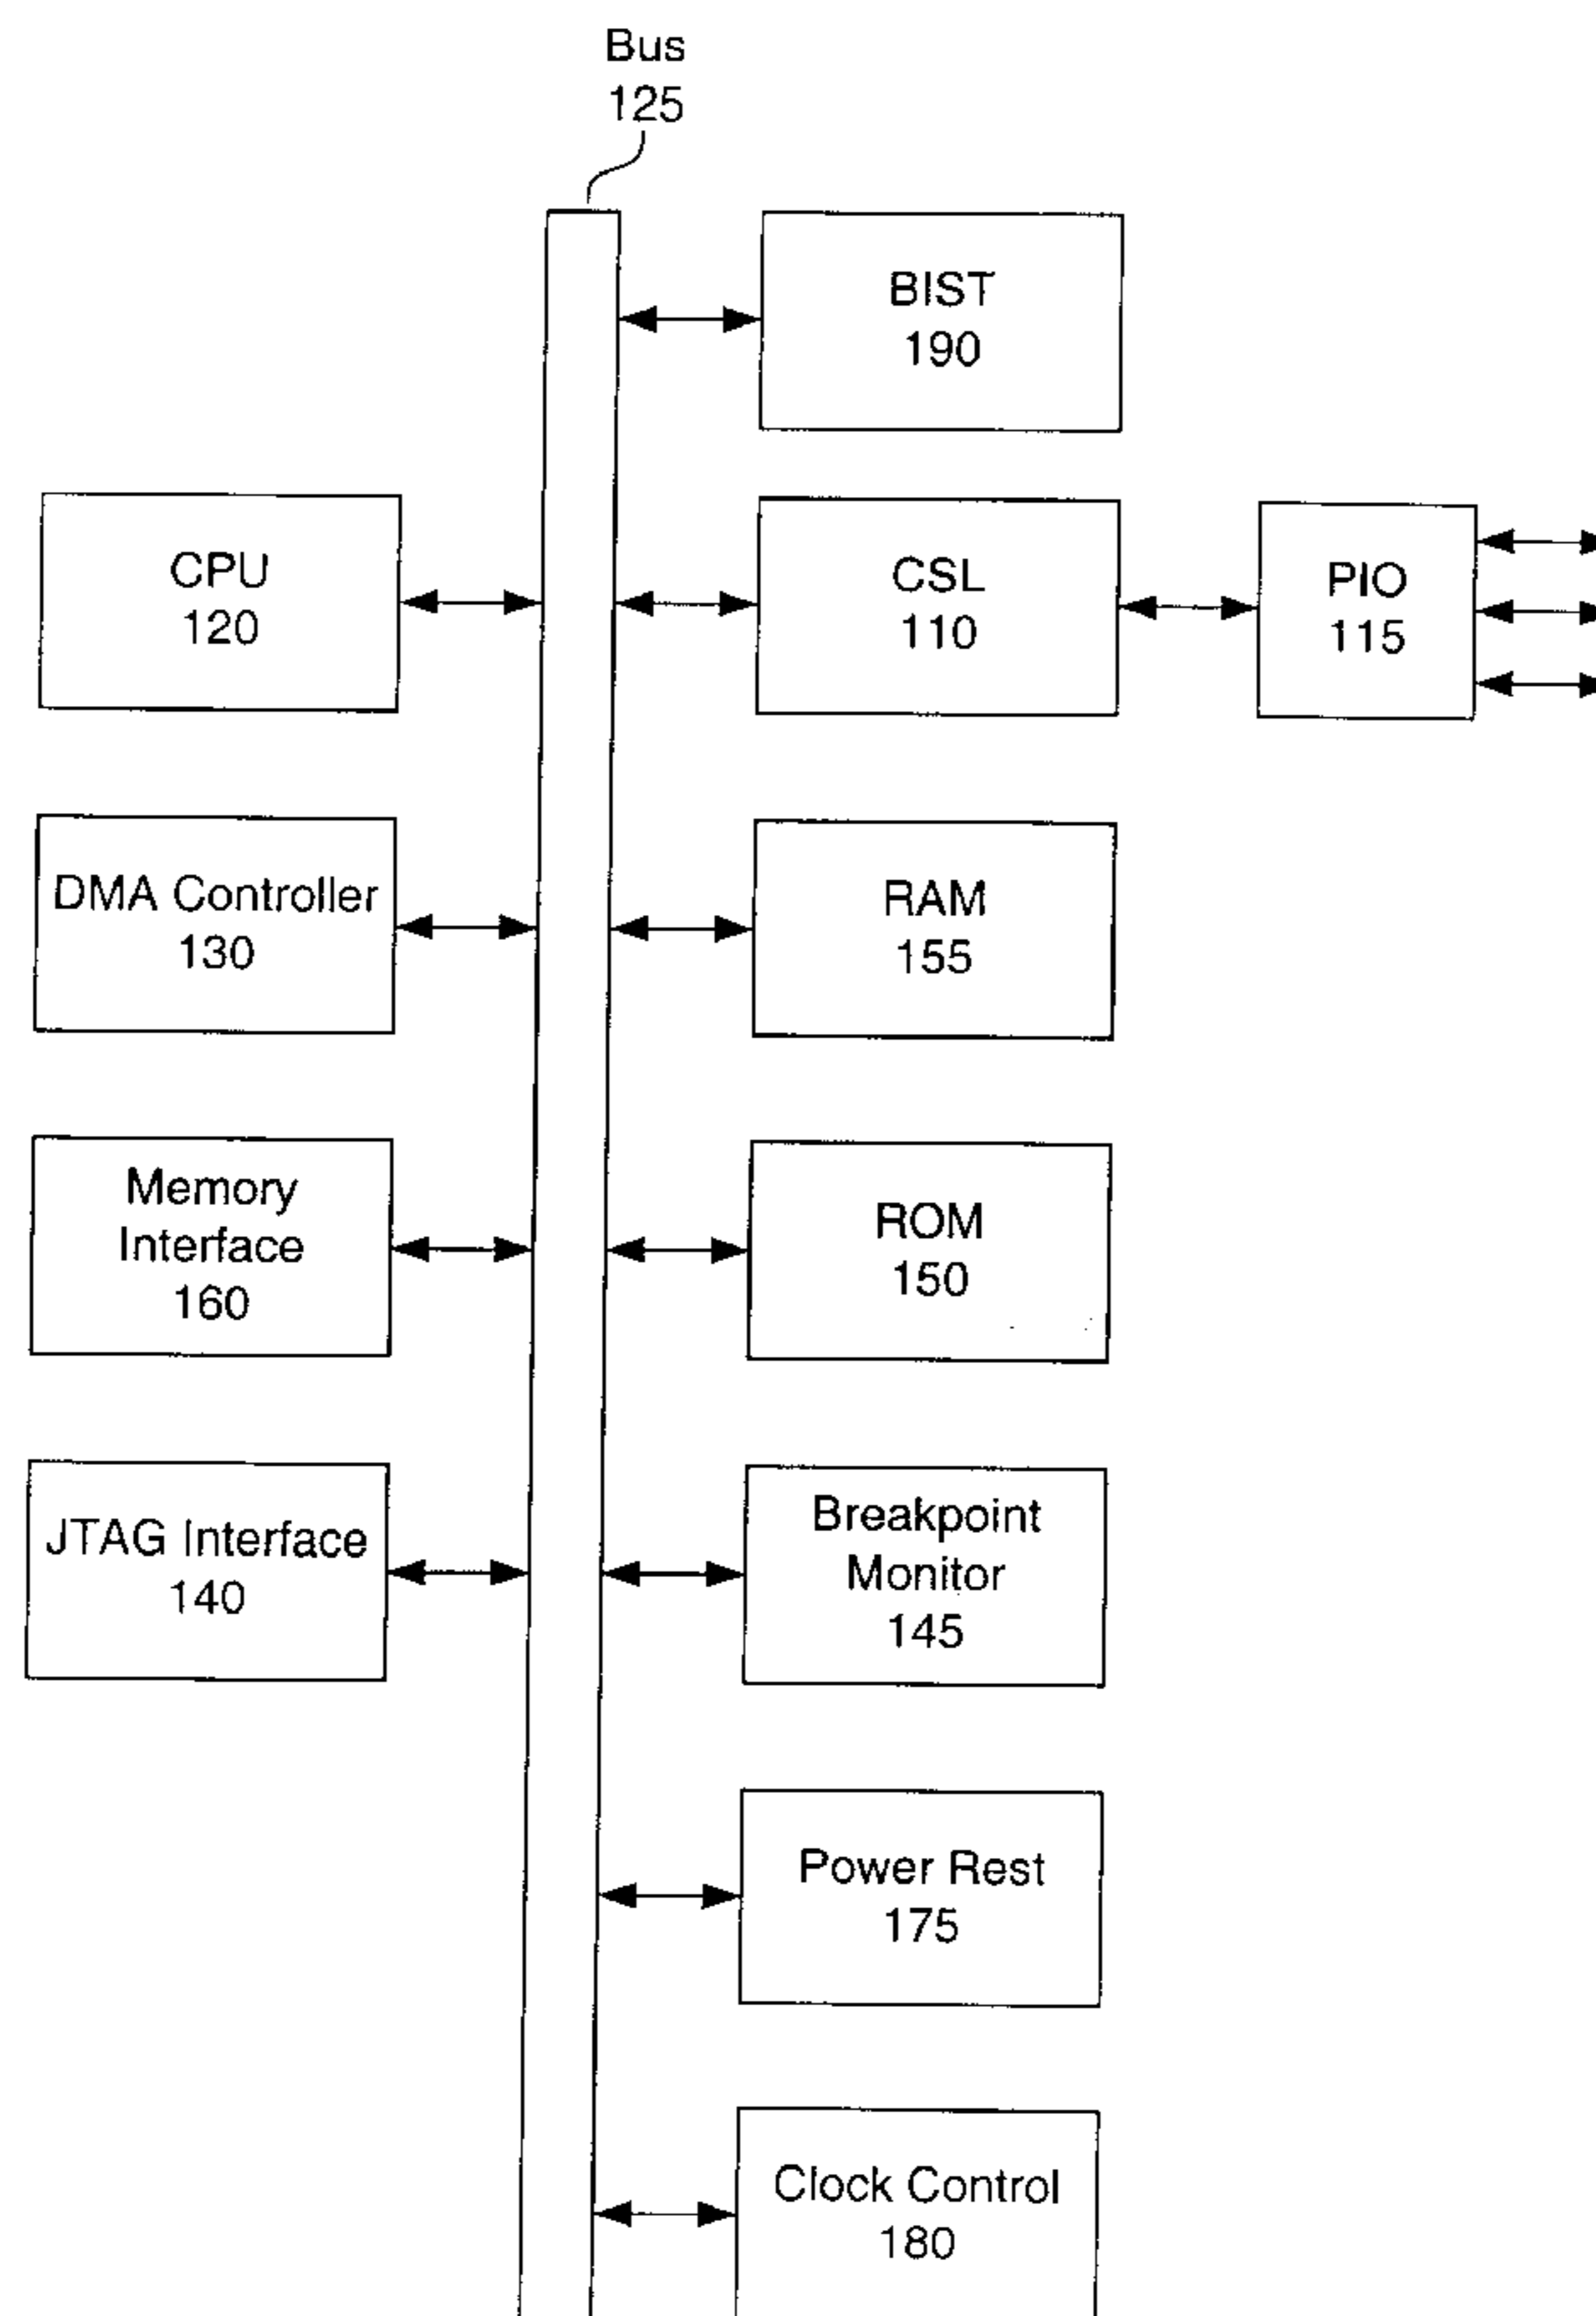 Bus
125
BIST
190
CPU
120
CSL
110
PIO
115
DMA Controller
130
RAM
155
Memory
Interface
160
ROM
150
JTAG Interface
140
Breakpoint
Monitor
145
Power Rest
175
Clock Control
180